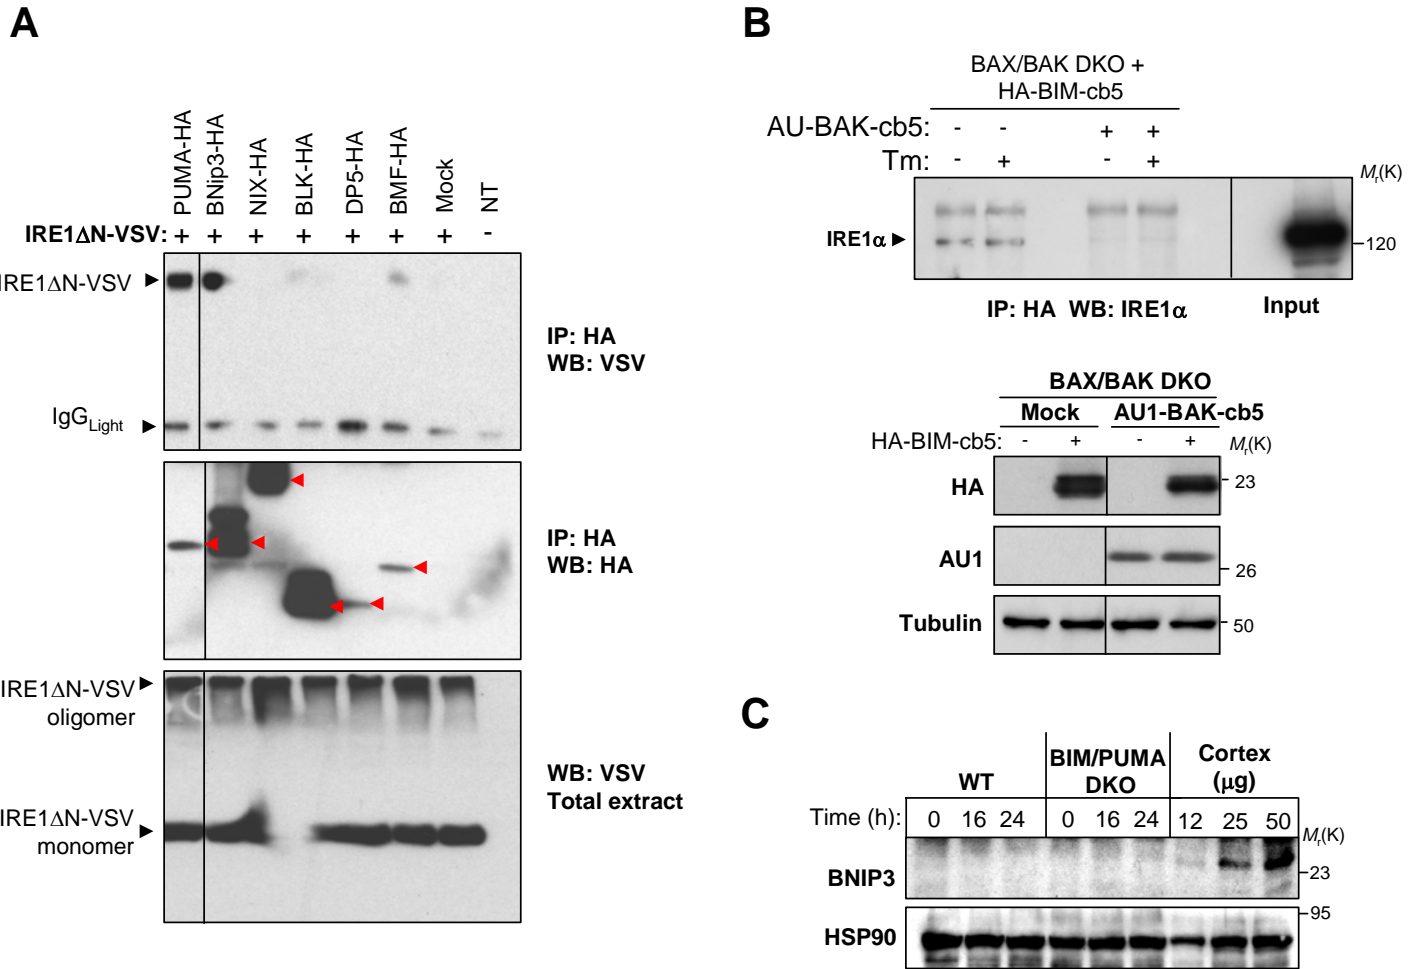 A
PUMA-HA
BNip3-HA
NIX-HA
BLK-HA
DP5-HA
BMF-HA
Mock
NT
IRE1ΔN-VSV: + + + + + + + -
IRE1ΔN-VSV
IP: HA
WB: VSV
IgGLight
IP: HA
WB: HA
IRE1ΔN-VSV
oligomer
WB: VSV
Total extract
IRE1ΔN-VSV
monomer
B
BAX/BAK DKO +
HA-BIM-cb5
AU-BAK-cb5: - - + +
Tm: - + - +
Mr(K)
IRE1α
120
IP: HA WB: IRE1α
Input
BAX/BAK DKO
Mock AU1-BAK-cb5
HA-BIM-cb5: - + - +
Mr(K)
HA
23
AU1
26
Tubulin
50
C
WT
BIM/PUMA
DKO
Cortex
(μg)
Time (h): 0 16 24 0 16 24 12 25 50
Mr(K)
BNIP3
23
95
HSP90